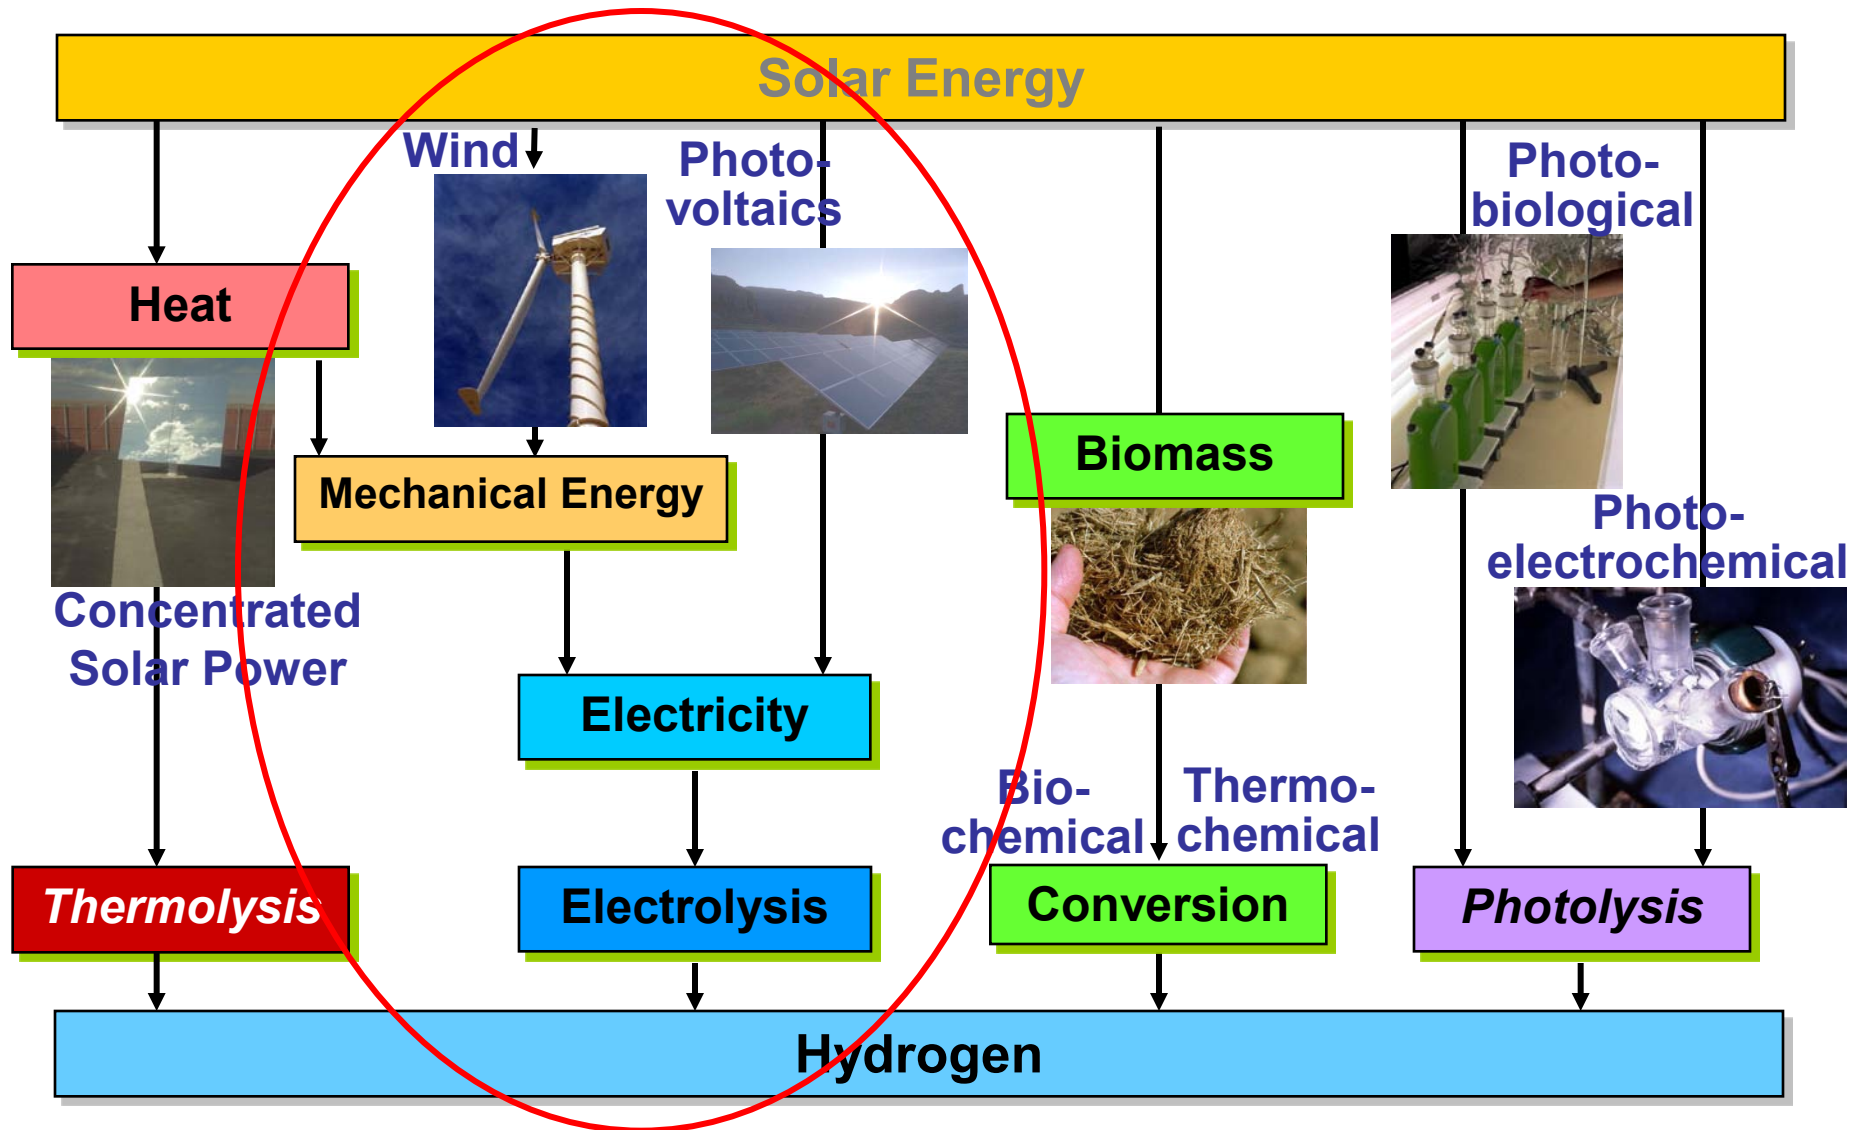 Solar Energy
Wind
Photo-
voltaics
Photo-
biological
Heat
Biomass
Mechanical Energy
Photo-
electrochemical
Concentrated
Solar Power
Electricity
Bio-
chemical
Thermo-
chemical
Thermolysis
Electrolysis
Conversion
Photolysis
Hydrogen